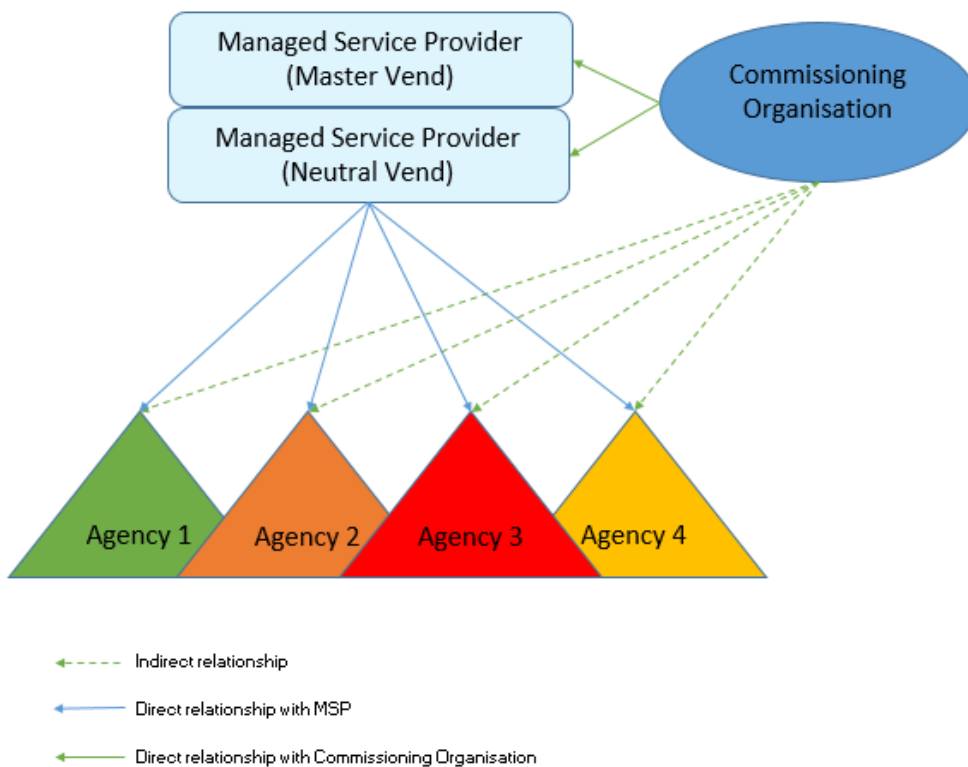 Managed Service Provider
(Master Vend)
Commissioning
Organisation
Managed Service Provider
(Neutral Vend)
Agency 1
Agency 2
Agency 3
Agency 4
Indirect relationship
Direct relationship with MSP
Direct relationship with Commissioning Organisation